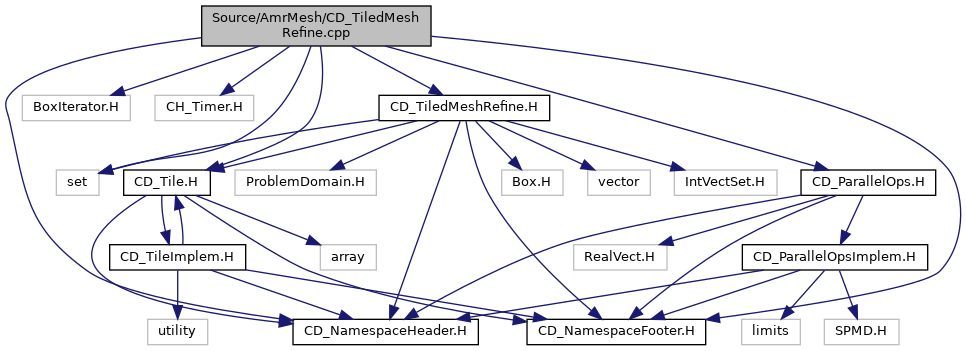 Source/AmrMesh/CD_TiledMesh
Refine.cpp
BoxIterator.H
CH_Timer.H
CD_TiledMeshRefine.H
set
CD_Tile.H
ProblemDomain.H
Box.H
vector
IntVectSet.H
CD_ParallelOps.H
CD_TileImplem.H
array
RealVect.H
CD_ParallelOpsImplem.H
utility
CD_NamespaceHeader.H
CD_NamespaceFooter.H
limits
SPMD.H